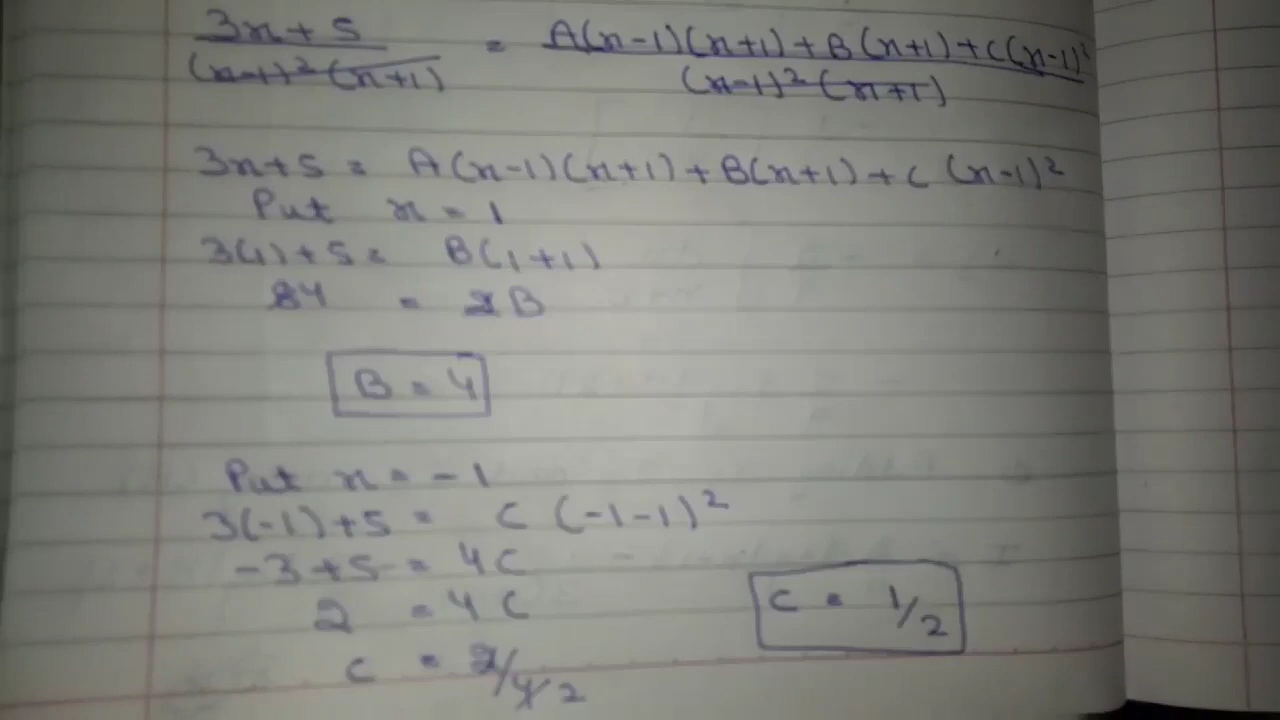 3x+5 / (x-1)²(x+1) = A(x-1)(x+1)+B(x+1)+C(x-1)² / (x-1)²(x+1)
3x+5 = A(x-1)(x+1)+B(x+1)+C (x-1)²
Put x = 1
3(1)+5 = B(1+1)
84 = 2B
B = 4
Put x = -1
3(-1)+5 = C (-1-1)²
-3+5 = 4C
2 = 4C
C = 1/2
C = 2/4 2